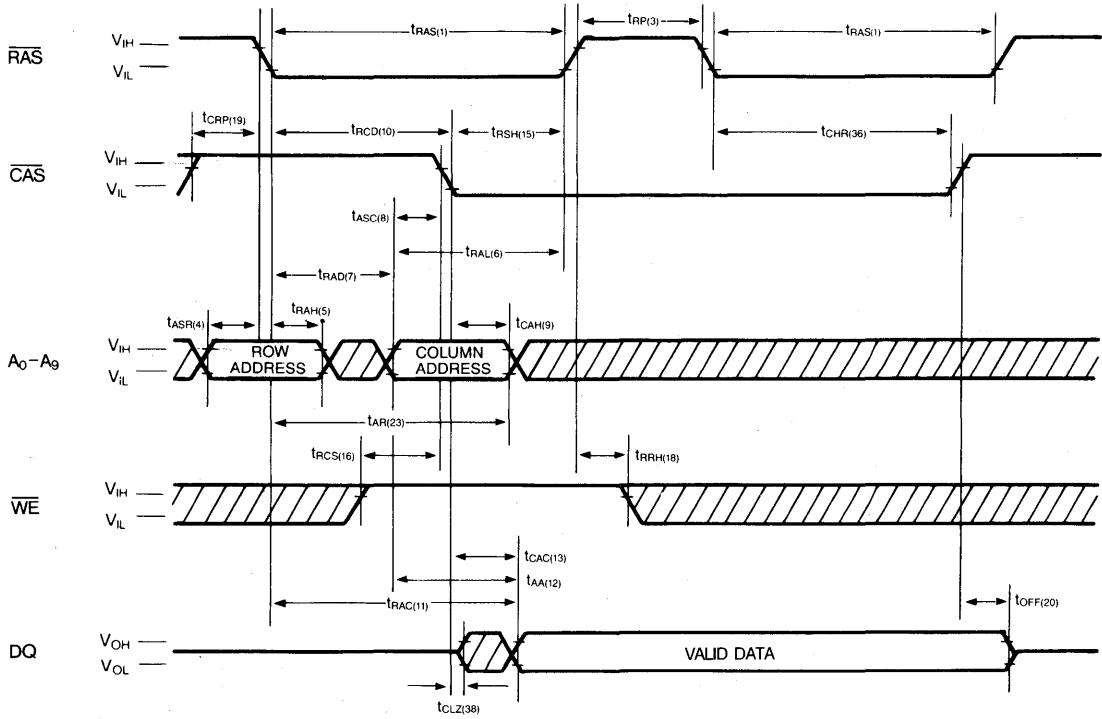 tRAS(1) tRP(3) tRAS(1)
RAS VIH
VIL
tCRP(19) tRCD(10) tRSH(15) tCHR(36)
CAS VIH
VIL
tASC(8)
tRAL(6)
tRAD(7)
tASR(4) tRAH(5) tCAH(9)
A0–A9 VIH
VIL
ROW ADDRESS
COLUMN ADDRESS
tAR(23)
tRCS(16) tRRH(18)
WE VIH
VIL
tCAC(13)
tAA(12)
tRAC(11) tOFF(20)
DQ VOH
VOL
VALID DATA
tCLZ(38)